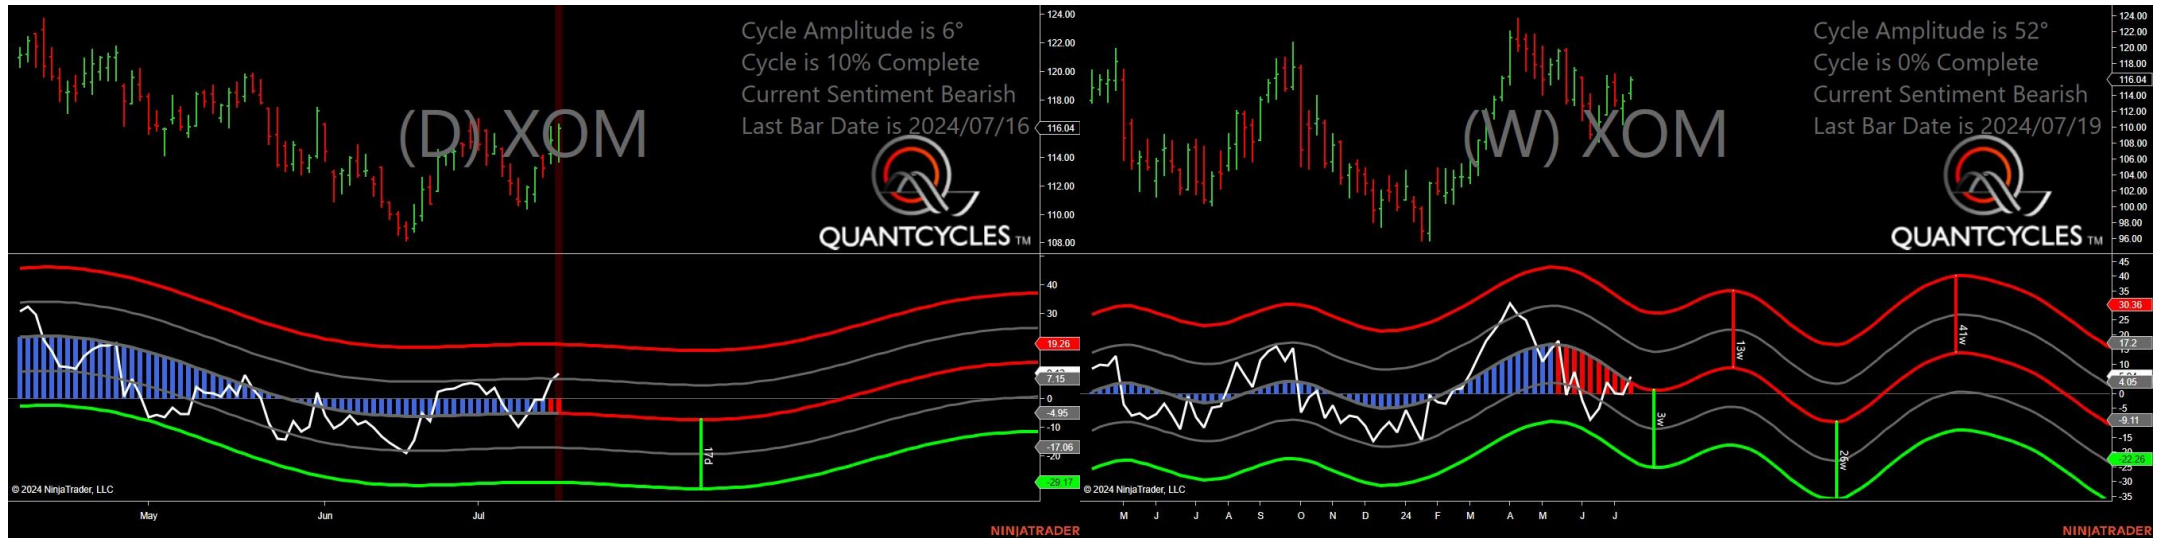 Cycle Amplitude is 6°
Cycle is 10% Complete
Current Sentiment Bearish
Last Bar Date is 2024/07/16
(D) XOM
QUANTCYCLES TM
124.00
122.00
120.00
118.00
116.04
114.00
112.00
110.00
108.00
40
30
19.26
7.15
0
-4.95
-10
-17.06
-20
-29.17
17d
© 2024 NinjaTrader, LLC
May Jun Jul
NINJATRADER
Cycle Amplitude is 52°
Cycle is 0% Complete
Current Sentiment Bearish
Last Bar Date is 2024/07/19
(W) XOM
QUANTCYCLES TM
124.00
122.00
120.00
118.00
116.04
114.00
112.00
110.00
108.00
106.00
104.00
102.00
100.00
98.00
96.00
45
40
35
30.36
25
20
17.2
15
10
4.05
0
-5
-9.11
-15
-22.26
-25
-30
-35
3w
13w
26w
41w
© 2024 NinjaTrader, LLC
M J J A S O N D 24 F M A M J J
NINJATRADER